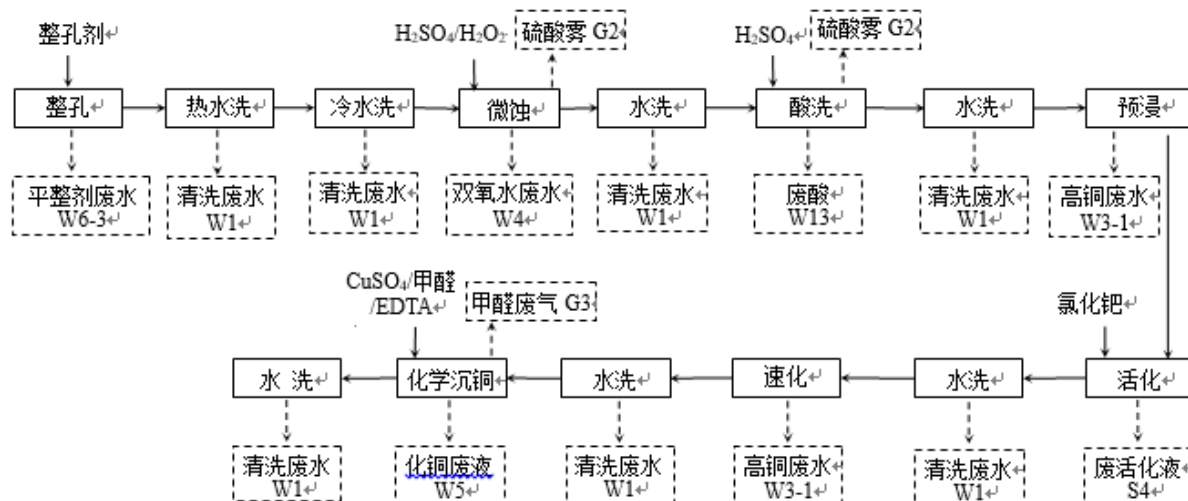 整孔剂↵
H₂SO₄/H₂O₂
硫酸雾 G2↵
H₂SO₄↵
硫酸雾 G2↵
整孔↵
热水洗↵
冷水洗↵
微蚀↵
水洗↵
酸洗↵
水洗↵
预浸↵
平整剂废水
W6-3↵
清洗废水
W1↵
清洗废水↵
W1↵
双氧水废水↵
W4↵
清洗废水↵
W1↵
废酸↵
W13↵
清洗废水↵
W1↵
高铜废水↵
W3-1↵
CuSO₄/甲醛
/EDTA↵
甲醛废气 G3↵
氯化钯↵
水 洗↵
化学沉铜↵
水洗↵
速化↵
水洗↵
活化↵
清洗废水
W1↵
化铜废液↵
W5↵
清洗废水
W1↵
高铜废水↵
W3-1↵
清洗废水↵
W1↵
废活化液↵
S4↵